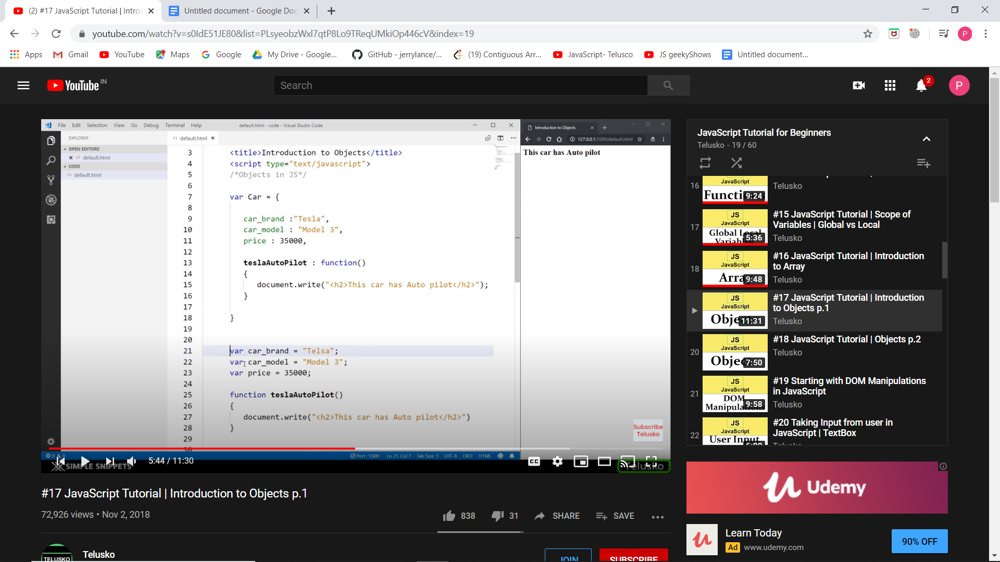 (2) #17 JavaScript Tutorial | Intro
Untitled document - Google Doc
youtube.com/watch?v=s0IdE51JE80&list=PLsyeobzWxl7qtP8Lo9TReqUMkiOp446cV&index=19
P
Apps
Gmail
YouTube
Maps
Google
My Drive - Google...
GitHub - jerrylance/...
(19) Contiguous Arr...
JavaScript- Telusco
JS geekyShows
Untitled document...
YouTube IN
Search
2
P
File Edit Selection View Go Debug Terminal Help
default.html - code - Visual Studio Code
EXPLORER
OPEN EDITORS
default.html
CODE
default.html
default.html
3 <title>Introduction to Objects</title>
4 <script type="text/javascript">
5 /*Objects in JS*/
6
7 var Car = {
8
9 car_brand :"Tesla",
10 car_model : "Model 3",
11 price : 35000,
12
13 teslaAutoPilot : function()
14 {
15 document.write("<h2>This car has Auto pilot</h2>");
16 }
17
18 }
19
20
21 var car_brand = "Telsa";
22 var car_model = "Model 3";
23 var price = 35000;
24
25 function teslaAutoPilot()
26 {
27 document.write("<h2>This car has Auto pilot</h2>")
28 }
29
Introduction to Objects
127.0.0.1:5500/default.html
This car has Auto pilot
Subscribe
Telusko
0 0
Port : 5500 Ln 21, Col 7 Tab Size: 3 UTF-8 CRLF HTML
5:44 / 11:30
CC
SIMPLE SNIPPETS
Telusko
#17 JavaScript Tutorial | Introduction to Objects p.1
72,926 views • Nov 2, 2018
838
31
SHARE
SAVE
TELUSKO
Telusko
JOIN
SUBSCRIBE
JavaScript Tutorial for Beginners
Telusko - 19 / 60
16
JavaScript
Functi
9:24
Telusko
17
JS
JavaScript
Global Local
Variables
5:36
#15 JavaScript Tutorial | Scope of
Variables | Global vs Local
Telusko
18
JS
JavaScript
Array
9:48
#16 JavaScript Tutorial | Introduction
to Array
Telusko
JS
JavaScript
Object
11:31
#17 JavaScript Tutorial | Introduction
to Objects p.1
Telusko
20
JS
JavaScript
Object
7:50
#18 JavaScript Tutorial | Objects p.2
Telusko
21
JS
JavaScript
DOM
Manipulations
9:58
#19 Starting with DOM Manipulations
in JavaScript
Telusko
22
JS
JavaScript
User Input
#20 Taking Input from user in
JavaScript | TextBox
Udemy
Learn Today
Ad www.udemy.com
90% OFF